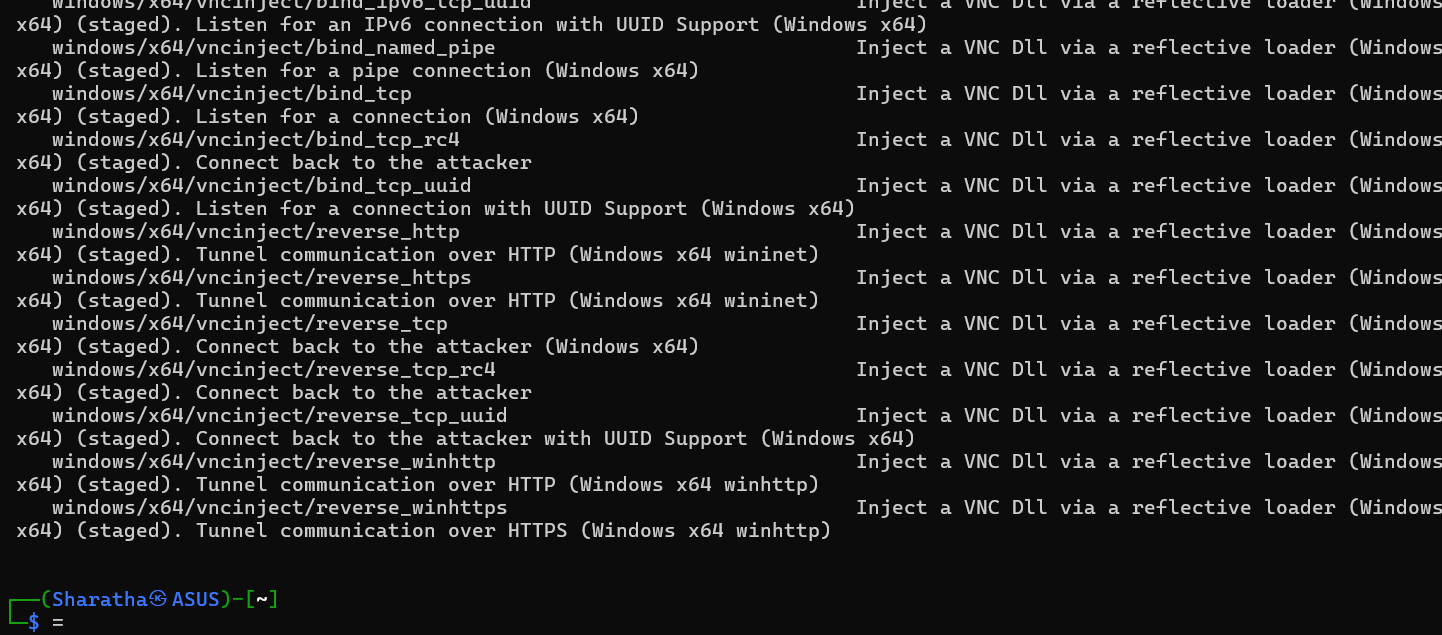 windows/x64/vncinject/bind_ipv6_tcp_uuid Inject a VNC Dll via a reflective loader (Windows
x64) (staged). Listen for an IPv6 connection with UUID Support (Windows x64)
windows/x64/vncinject/bind_named_pipe Inject a VNC Dll via a reflective loader (Windows
x64) (staged). Listen for a pipe connection (Windows x64)
windows/x64/vncinject/bind_tcp Inject a VNC Dll via a reflective loader (Windows
x64) (staged). Listen for a connection (Windows x64)
windows/x64/vncinject/bind_tcp_rc4 Inject a VNC Dll via a reflective loader (Windows
x64) (staged). Connect back to the attacker
windows/x64/vncinject/bind_tcp_uuid Inject a VNC Dll via a reflective loader (Windows
x64) (staged). Listen for a connection with UUID Support (Windows x64)
windows/x64/vncinject/reverse_http Inject a VNC Dll via a reflective loader (Windows
x64) (staged). Tunnel communication over HTTP (Windows x64 wininet)
windows/x64/vncinject/reverse_https Inject a VNC Dll via a reflective loader (Windows
x64) (staged). Tunnel communication over HTTP (Windows x64 wininet)
windows/x64/vncinject/reverse_tcp Inject a VNC Dll via a reflective loader (Windows
x64) (staged). Connect back to the attacker (Windows x64)
windows/x64/vncinject/reverse_tcp_rc4 Inject a VNC Dll via a reflective loader (Windows
x64) (staged). Connect back to the attacker
windows/x64/vncinject/reverse_tcp_uuid Inject a VNC Dll via a reflective loader (Windows
x64) (staged). Connect back to the attacker with UUID Support (Windows x64)
windows/x64/vncinject/reverse_winhttp Inject a VNC Dll via a reflective loader (Windows
x64) (staged). Tunnel communication over HTTP (Windows x64 winhttp)
windows/x64/vncinject/reverse_winhttps Inject a VNC Dll via a reflective loader (Windows
x64) (staged). Tunnel communication over HTTPS (Windows x64 winhttp)
┌──(Sharatha㉿ASUS)-[~]
└─$ =